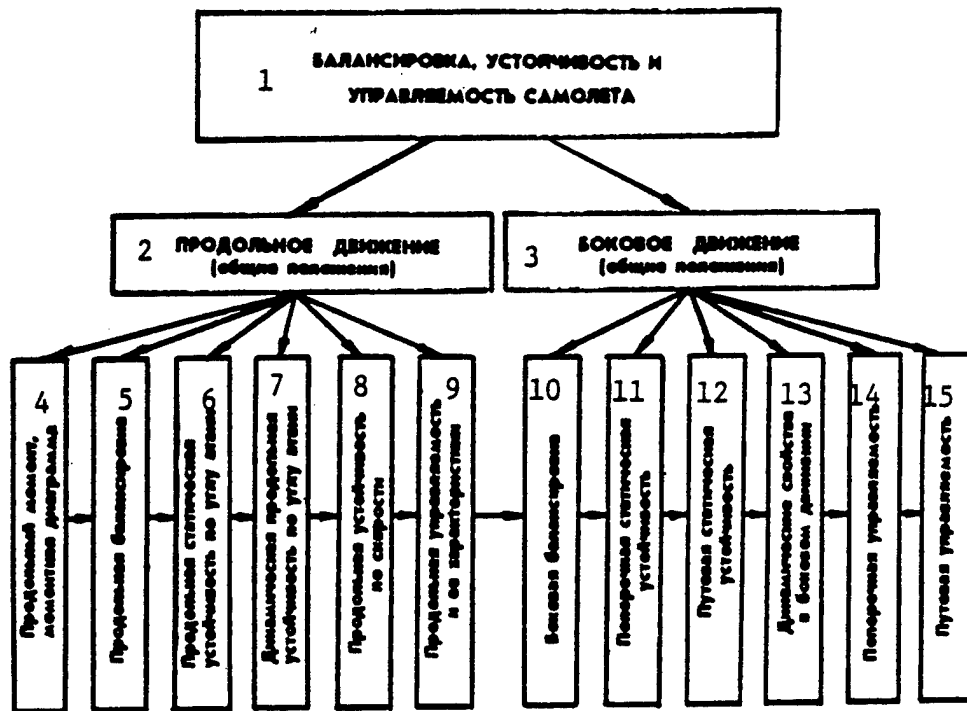 1
БАЛАНСИРОВКА, УСТОЙЧИВОСТЬ И
УПРАВЛЯЕМОСТЬ САМОЛЕТА
2
ПРОДОЛЬНОЕ ДВИЖЕНИЕ
(общие положения)
3
БОКОВОЕ ДВИЖЕНИЕ
(общие положения)
4
Продольный момент,
моментная диаграмма
5
Продольная балансировка
6
Продольная статическая
устойчивость по углу атаки
7
Динамическая продольная
устойчивость по углу атаки
8
Продольная устойчивость
по скорости
9
Продольная управляемость
и ее характеристики
10
Боковая балансировка
11
Поперечная статическая
устойчивость
12
Путевая статическая
устойчивость
13
Динамические свойства
в боковом движении
14
Поперечная управляемость
15
Путевая управляемость